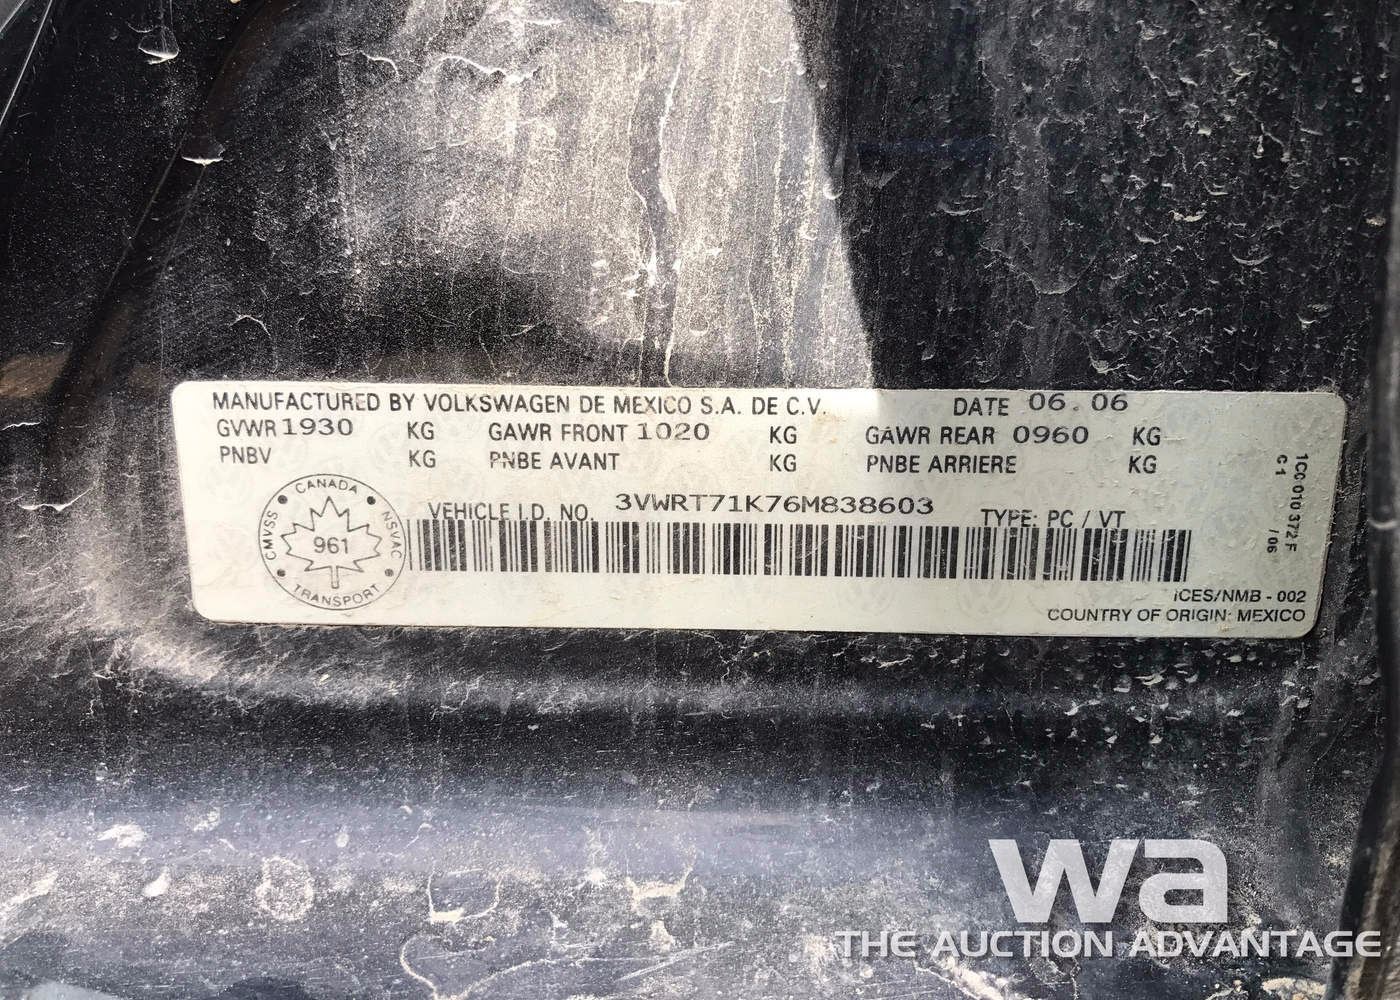 MANUFACTURED BY VOLKSWAGEN DE MEXICO S.A. DE C.V. DATE 06.06
GVWR 1930 KG GAWR FRONT 1020 KG GAWR REAR 0960 KG
PNBV KG PNBE AVANT KG PNBE ARRIERE KG
VEHICLE I.D. NO. 3VWRT71K76M838603 TYPE: PC / VT
CANADA
CMVSS
NSVAC
961
TRANSPORT
1C0 010 372 F
C1 /06
ICES/NMB - 002
COUNTRY OF ORIGIN: MEXICO
wa
THE AUCTION ADVANTAGE